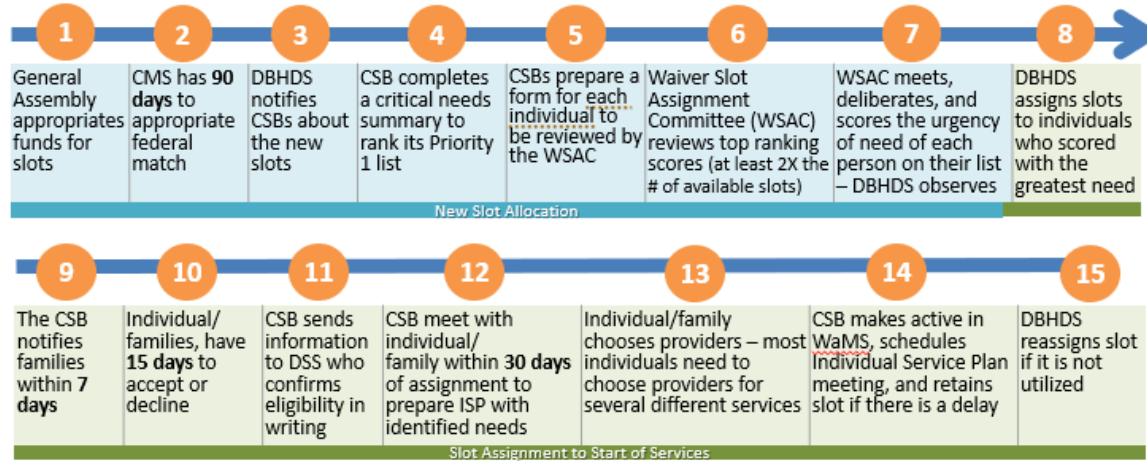 1
General
Assembly
appropriates
funds for
slots
2
CMS has 90
days to
appropriate
federal
match
3
DBHDS
notifies
CSBs about
the new
slots
4
CSB completes
a critical needs
summary to
rank its Priority
1 list
5
CSBs prepare a
form for each
individual to
be reviewed by
the WSAC
6
Waiver Slot
Assignment
Committee (WSAC)
reviews top ranking
scores (at least 2X the
# of available slots)
7
WSAC meets,
deliberates, and
scores the urgency
of need of each
person on their list
– DBHDS observes
8
DBHDS
assigns slots
to individuals
who scored
with the
greatest need
New Slot Allocation
9
The CSB
notifies
families
within 7
days
10
Individual/
families, have
15 days to
accept or
decline
11
CSB sends
information
to DSS who
confirms
eligibility in
writing
12
CSB meet with
individual/
family within 30 days
of assignment to
prepare ISP with
identified needs
13
Individual/family
chooses providers – most
individuals need to
choose providers for
several different services
14
CSB makes active in
WaMS, schedules
Individual Service Plan
meeting, and retains
slot if there is a delay
15
DBHDS
reassigns slot
if it is not
utilized
Slot Assignment to Start of Services